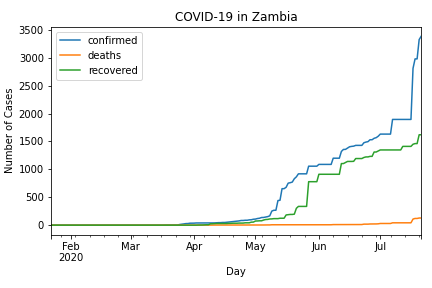 COVID-19 in Zambia
confirmed
deaths
recovered
Number of Cases
3500
3000
2500
2000
1500
1000
500
0
Feb
2020
Mar
Apr
May
Jun
Jul
Day